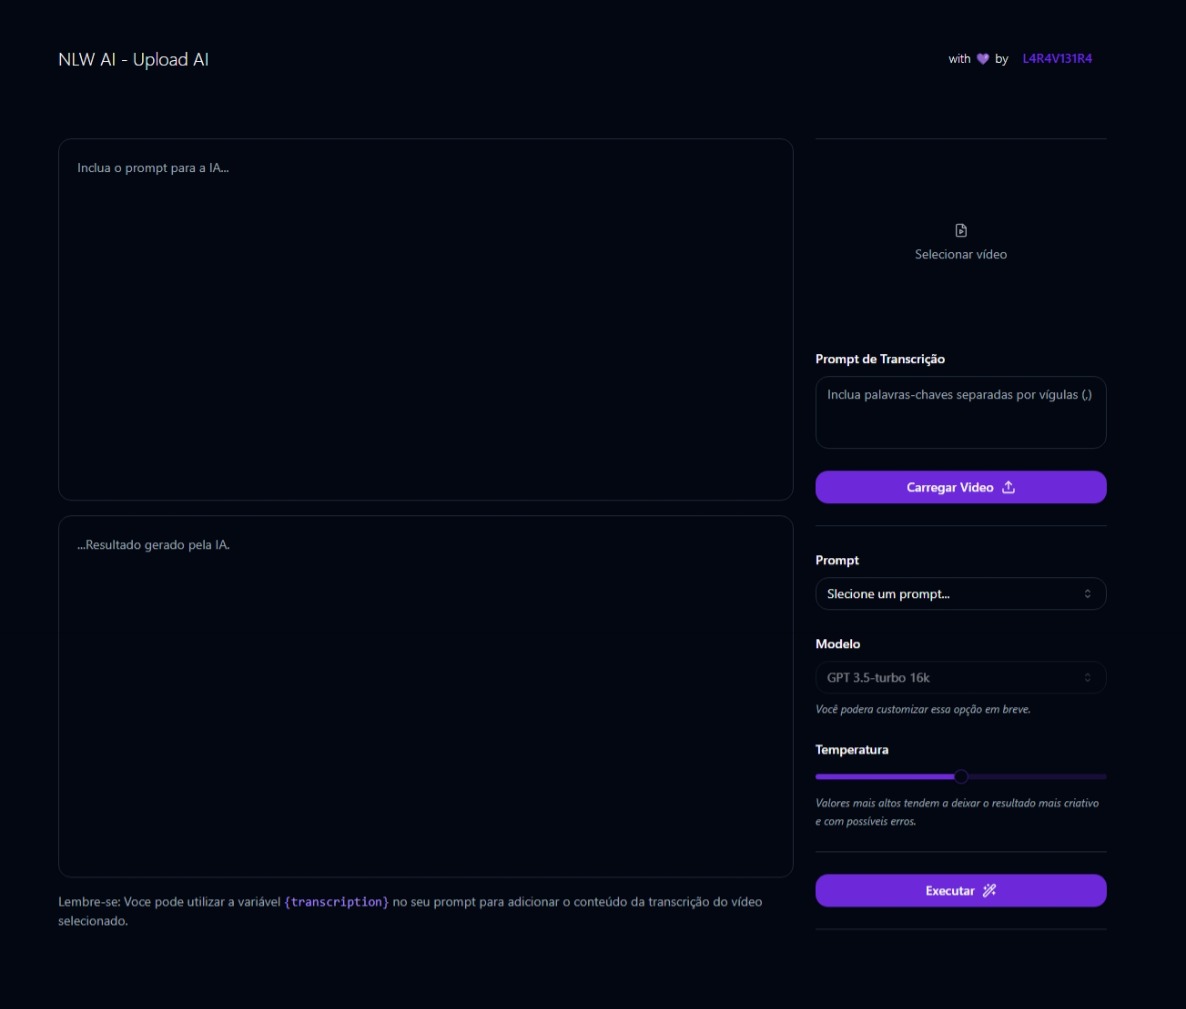 NLW AI - Upload AI
with 💜 by L4R4V131R4
Inclua o prompt para a IA...
Selecionar vídeo
Prompt de Transcrição
Inclua palavras-chaves separadas por vígulas (,)
Carregar Video
...Resultado gerado pela IA.
Prompt
Slecione um prompt...
Modelo
GPT 3.5-turbo 16k
Você podera customizar essa opção em breve.
Temperatura
Valores mais altos tendem a deixar o resultado mais criativo
e com possíveis erros.
Executar
Lembre-se: Voce pode utilizar a variável {transcription} no seu prompt para adicionar o conteúdo da transcrição do vídeo
selecionado.